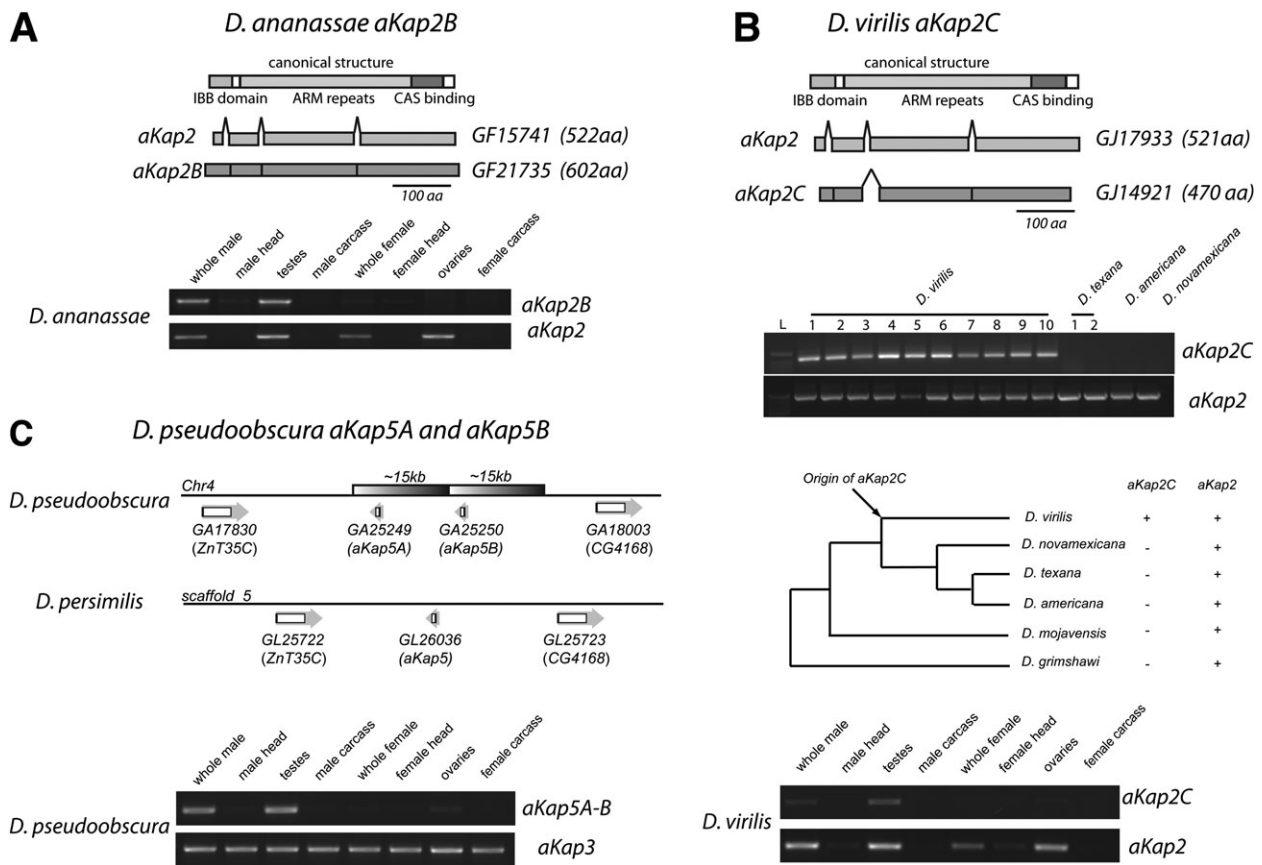 A
D. ananassae aKap2B
canonical structure
IBB domain ARM repeats CAS binding
aKap2 GF15741 (522aa)
aKap2B GF21735 (602aa)
100 aa
whole male
male head
testes
male carcass
whole female
female head
ovaries
female carcass
D. ananassae
aKap2B
aKap2
B
D. virilis aKap2C
canonical structure
IBB domain ARM repeats CAS binding
aKap2 GJ17933 (521aa)
aKap2C GJ14921 (470 aa)
100 aa
D. virilis
D. texana
D. americana
D. novamexicana
L 1 2 3 4 5 6 7 8 9 10 1 2
aKap2C
aKap2
Origin of aKap2C
aKap2C aKap2
D. virilis + +
D. novamexicana - +
D. texana - +
D. americana - +
D. mojavensis - +
D. grimshawi - +
whole male
male head
testes
male carcass
whole female
female head
ovaries
female carcass
D. virilis
aKap2C
aKap2
C
D. pseudoobscura aKap5A and aKap5B
D. pseudoobscura
Chr4
~15kb ~15kb
GA17830 GA25249 GA25250 GA18003
(ZnT35C) (aKap5A) (aKap5B) (CG4168)
D. persimilis
scaffold_5
GL25722 GL26036 GL25723
(ZnT35C) (aKap5) (CG4168)
whole male
male head
testes
male carcass
whole female
female head
ovaries
female carcass
D. pseudoobscura
aKap5A-B
aKap3